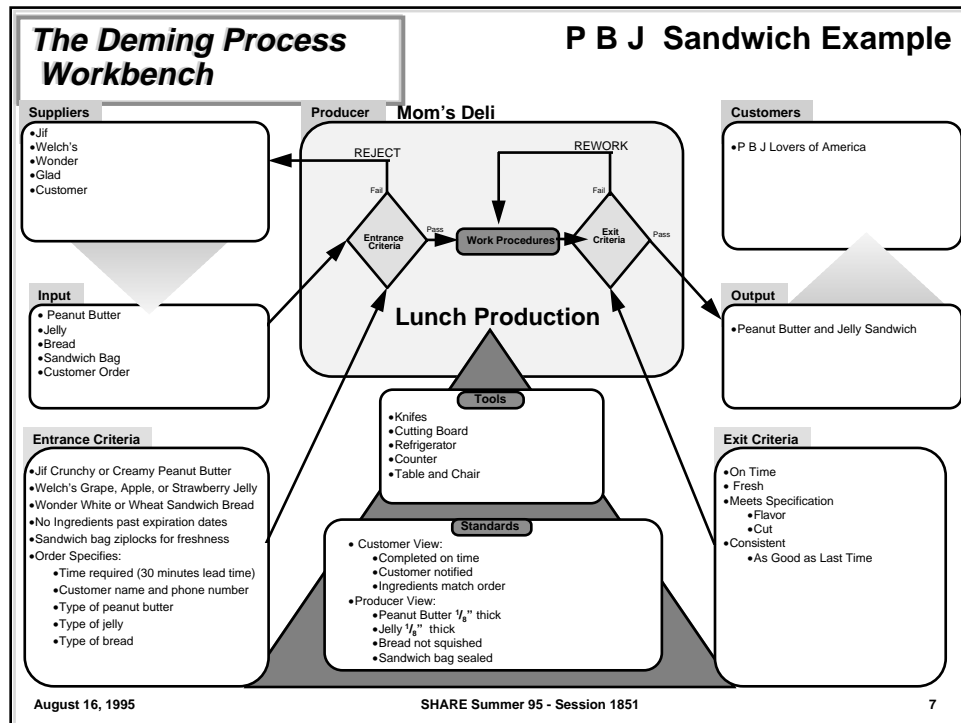 The Deming Process
Workbench
P B J Sandwich Example
Suppliers
•Jif
•Welch's
•Wonder
•Glad
•Customer
Producer
Mom's Deli
REJECT
REWORK
Fail
Fail
Entrance
Criteria
Pass
Work Procedures
Exit
Criteria
Pass
Lunch Production
Customers
•P B J Lovers of America
Input
• Peanut Butter
•Jelly
•Bread
•Sandwich Bag
•Customer Order
Output
•Peanut Butter and Jelly Sandwich
Tools
•Knifes
•Cutting Board
•Refrigerator
•Counter
•Table and Chair
Entrance Criteria
•Jif Crunchy or Creamy Peanut Butter
•Welch's Grape, Apple, or Strawberry Jelly
•Wonder White or Wheat Sandwich Bread
•No Ingredients past expiration dates
•Sandwich bag ziplocks for freshness
•Order Specifies:
•Time required (30 minutes lead time)
•Customer name and phone number
•Type of peanut butter
•Type of jelly
•Type of bread
Standards
• Customer View:
•Completed on time
•Customer notified
•Ingredients match order
•Producer View:
•Peanut Butter 1/8" thick
•Jelly 1/8" thick
•Bread not squished
•Sandwich bag sealed
Exit Criteria
•On Time
• Fresh
•Meets Specification
•Flavor
•Cut
•Consistent
•As Good as Last Time
August 16, 1995
SHARE Summer 95 - Session 1851
7